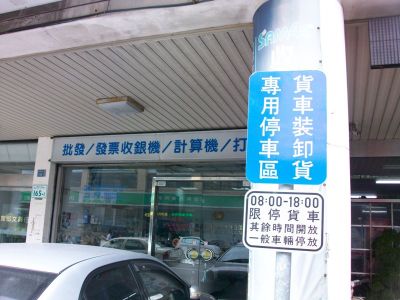 SAMPO
批發/發票收銀機/計算機/打
貨車裝卸貨
專用停車區
08:00-18:00
限停貨車
其餘時間開放
一般車輛停放